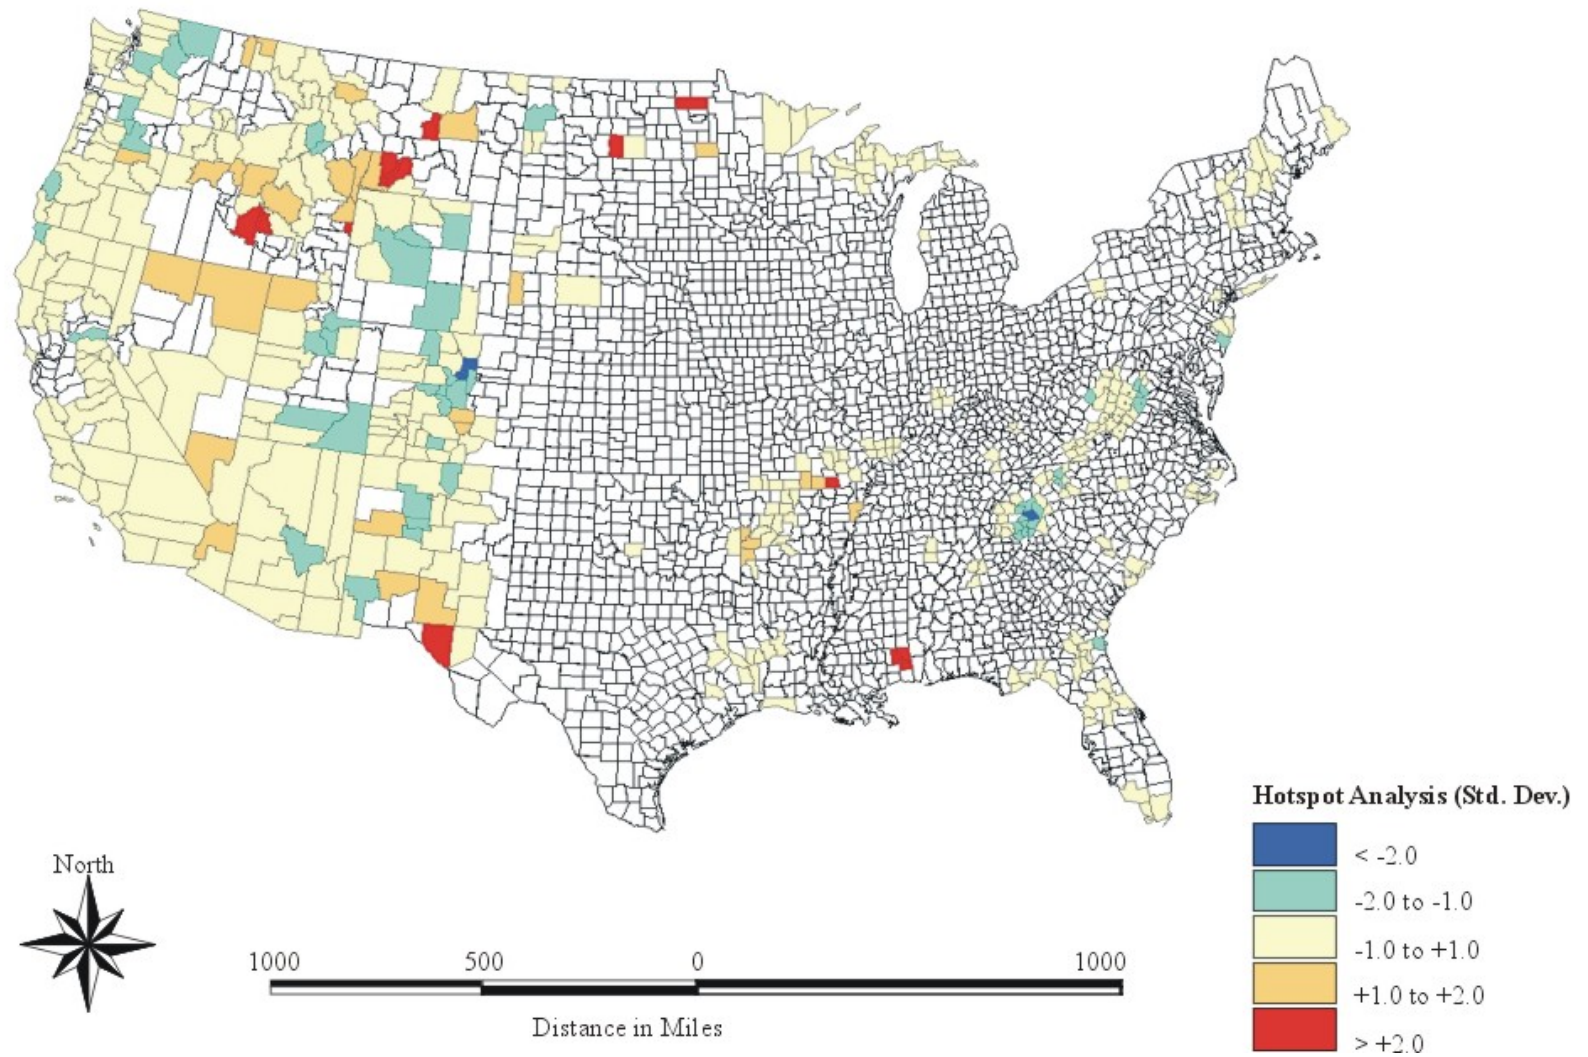 Hotspot Analysis (Std. Dev.)
< -2.0
-2.0 to -1.0
-1.0 to +1.0
+1.0 to +2.0
> +2.0
North
1000 500 0 1000
Distance in Miles